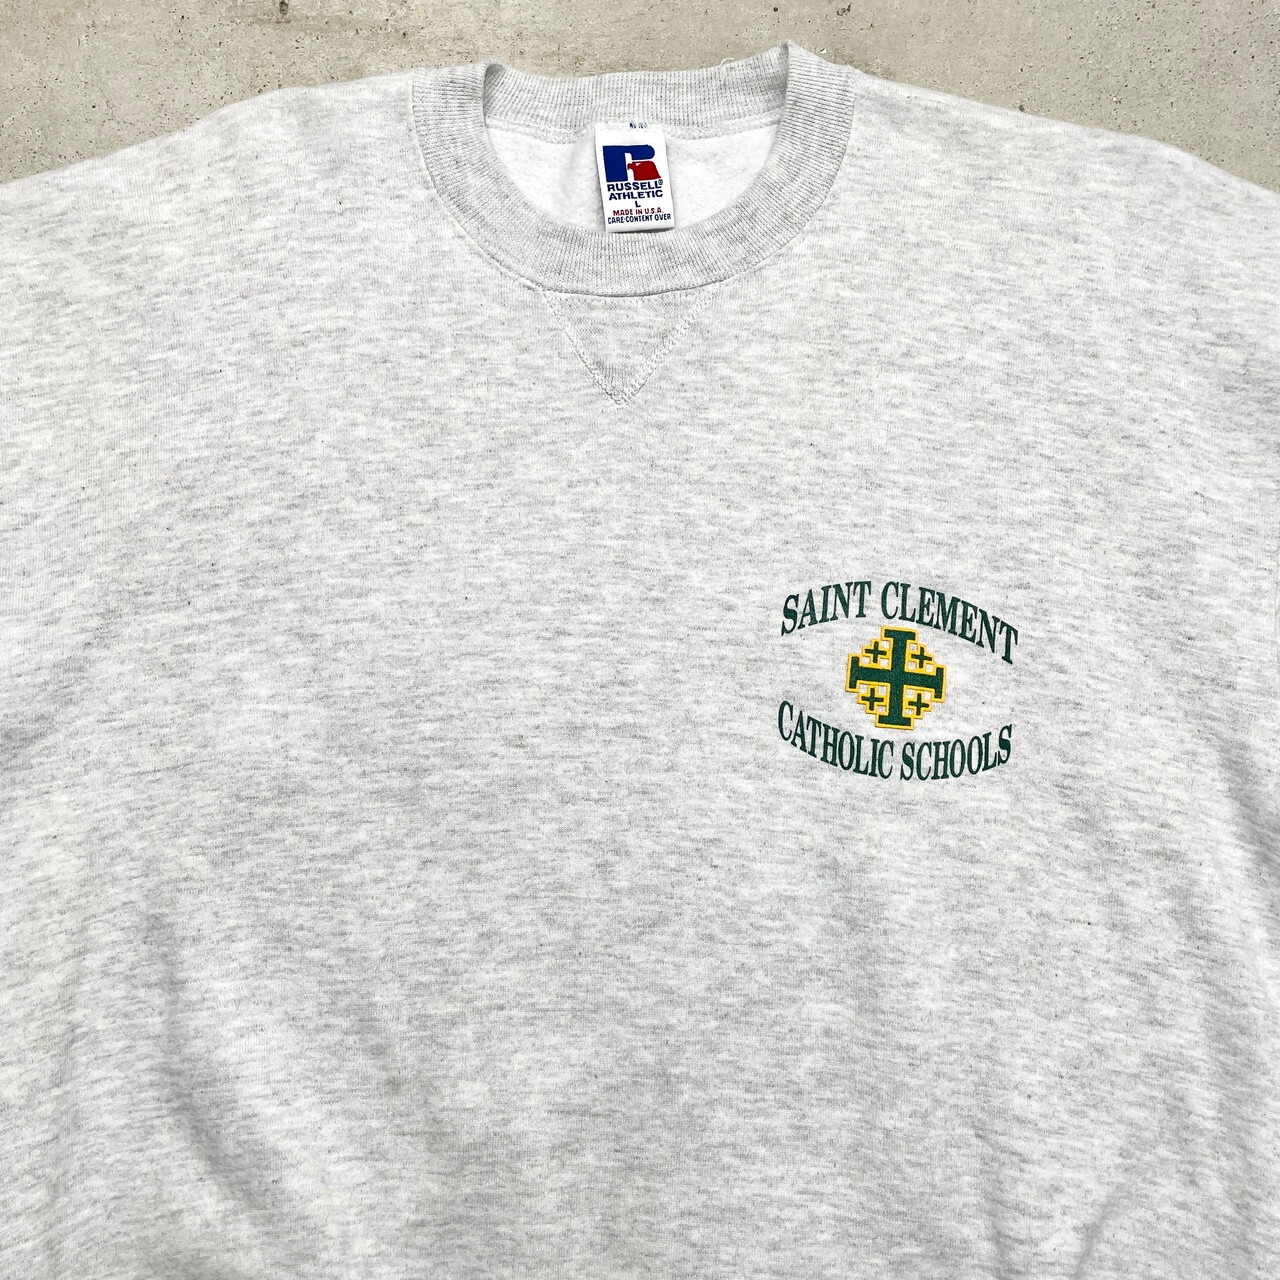 RUSSELL®
ATHLETIC
L
MADE IN U.S.A.
CARE-CONTENT OVER
SAINT CLEMENT
CATHOLIC SCHOOLS